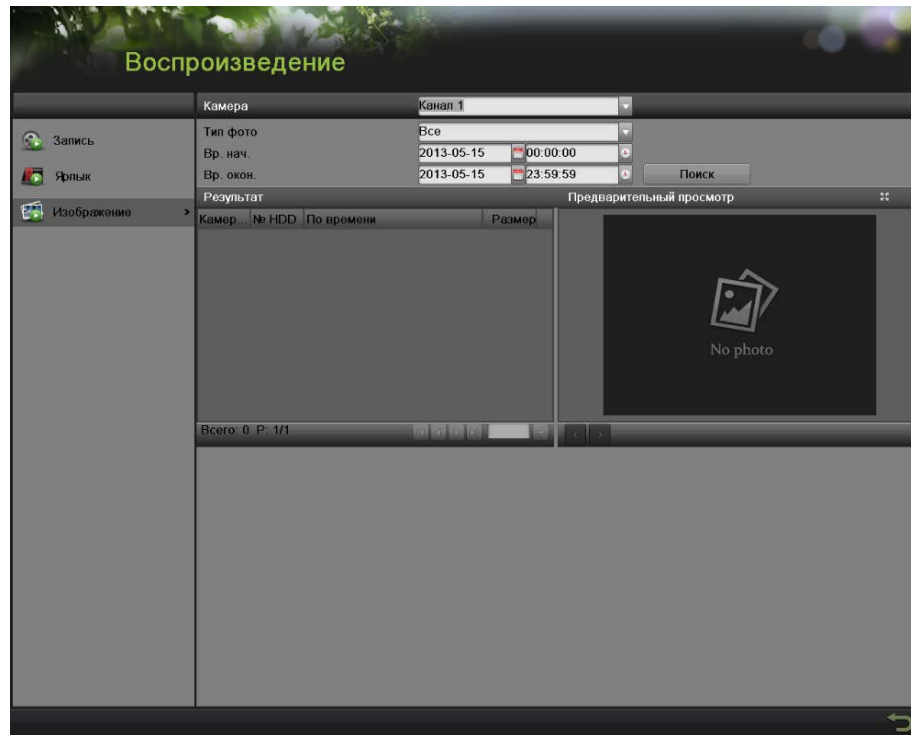 Воспроизведение
Камера Канал 1
Запись
Ярлык
Изображение
Тип фото Все
Вр. нач. 2013-05-15 00:00:00
Вр. окон. 2013-05-15 23:59:59 Поиск
Результат Предварительный просмотр
Камер... № HDD По времени Размер
No photo
Всего: 0 P: 1/1